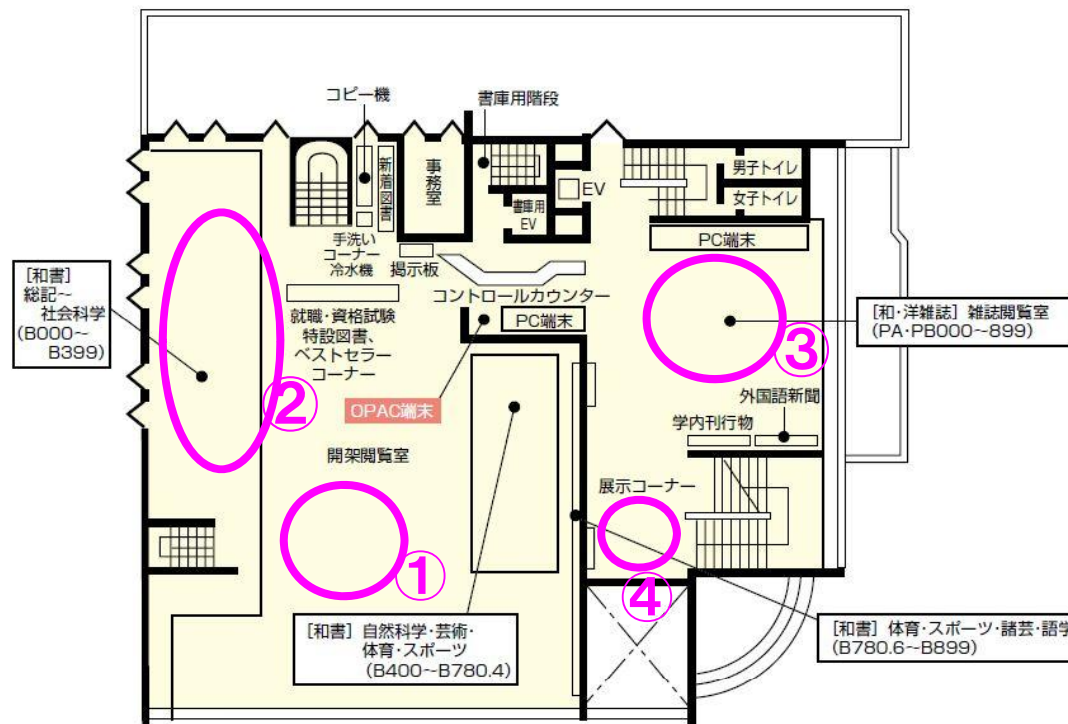 コピー機
書庫用階段
新着図書
事務室
EV
男子トイレ
女子トイレ
書庫用
EV
PC端末
手洗い
コーナー
冷水機
掲示板
[和書]
総記～
社会科学
(B000～
B399)
コントロールカウンター
就職・資格試験
特設図書、
ベストセラー
コーナー
PC端末
[和・洋雑誌] 雑誌閲覧室
(PA・PB000～899)
③
②
OPAC端末
外国語新聞
学内刊行物
開架閲覧室
展示コーナー
①
④
[和書] 自然科学・芸術・
体育・スポーツ
(B400～B780.4)
[和書] 体育・スポーツ・諸芸・語学
(B780.6～B899)